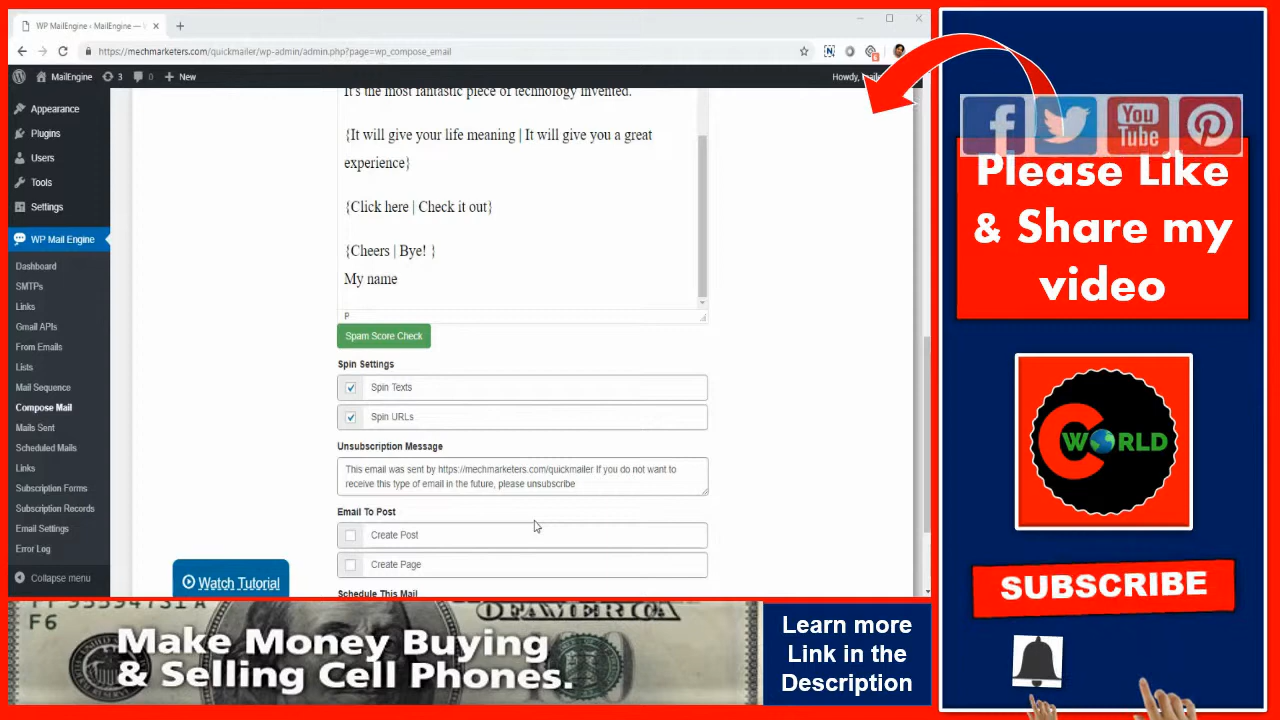 WP MailEngine ‹ MailEngine — W
https://mechmarketers.com/quickmailer/wp-admin/admin.php?page=wp_compose_email
MailEngine 3 0 New
Howdy,
Appearance
Plugins
Users
Tools
Settings
WP Mail Engine
Dashboard
SMTPs
Links
Gmail APIs
From Emails
Lists
Mail Sequence
Compose Mail
Mails Sent
Scheduled Mails
Links
Subscription Forms
Subscription Records
Email Settings
Error Log
Collapse menu
It's the most fantastic piece of technology invented.
{It will give your life meaning | It will give you a great
experience}
{Click here | Check it out}
{Cheers | Bye! }
My name
P
Spam Score Check
Spin Settings
Spin Texts
Spin URLs
Unsubscription Message
This email was sent by https://mechmarketers.com/quickmailer If you do not want to
receive this type of email in the future, please unsubscribe
Email To Post
Create Post
Create Page
Schedule This Mail
Watch Tutorial
You
Tube
Please Like
& Share my
video
C WORLD
SUBSCRIBE
F6
OF AMERICA
Make Money Buying
& Selling Cell Phones.
Learn more
Link in the
Description